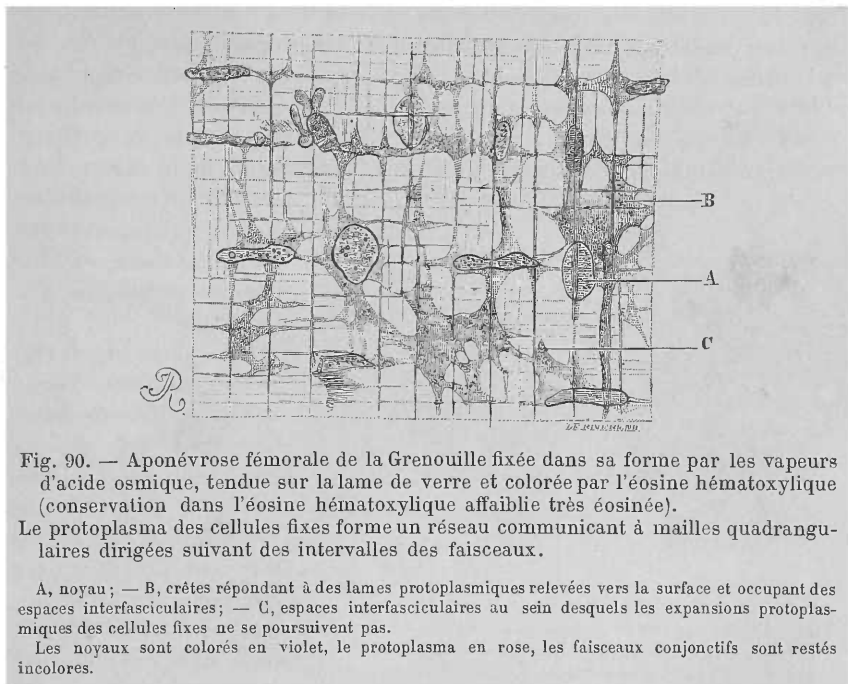 B
A
C
Fig. 90. — Aponévrose fémorale de la Grenouille fixée dans sa forme par les vapeurs
d'acide osmique, tendue sur la lame de verre et colorée par l'éosine hématoxylique
(conservation dans l'éosine hématoxylique affaiblie très éosinée).
Le protoplasma des cellules fixes forme un réseau communicant à mailles quadrangu-
laires dirigées suivant des intervalles des faisceaux.
A, noyau ; — B, crêtes répondant à des lames protoplasmiques relevées vers la surface et occupant des
espaces interfasciculaires ; — C, espaces interfasciculaires au sein desquels les expansions protoplas-
miques des cellules fixes ne se poursuivent pas.
Les noyaux sont colorés en violet, le protoplasma en rose, les faisceaux conjonctifs sont restés
incolores.